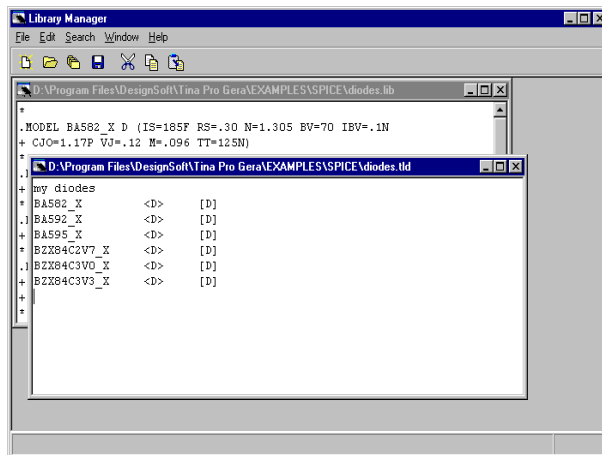 Library Manager
File Edit Search Window Help
D:\Program Files\DesignSoft\Tina Pro Gera\EXAMPLES\SPICE\diodes.lib
*
.MODEL BA582_X D (IS=185F RS=.30 N=1.305 BV=70 IBV=.1N
+ CJO=1.17P VJ=.12 M=.096 TT=125N)
*
D:\Program Files\DesignSoft\Tina Pro Gera\EXAMPLES\SPICE\diodes.tld
+ my diodes
* BA582_X <D> [D]
BA592_X <D> [D]
+ BA595_X <D> [D]
* BZX84C2V7_X <D> [D]
BZX84C3V0_X <D> [D]
+ BZX84C3V3_X <D> [D]
+
*